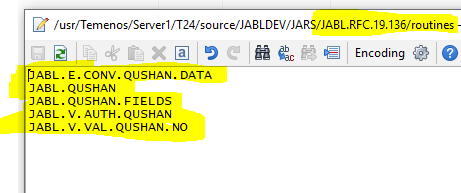 /usr/Temenos/Server1/T24/source/JABLDEV/JARS/JABL.RFC.19.136/routines -
Encoding
JABL.E.CONV.QUSHAN.DATA
JABL.QUSHAN
JABL.QUSHAN.FIELDS
JABL.V.AUTH.QUSHAN
JABL.V.VAL.QUSHAN.NO